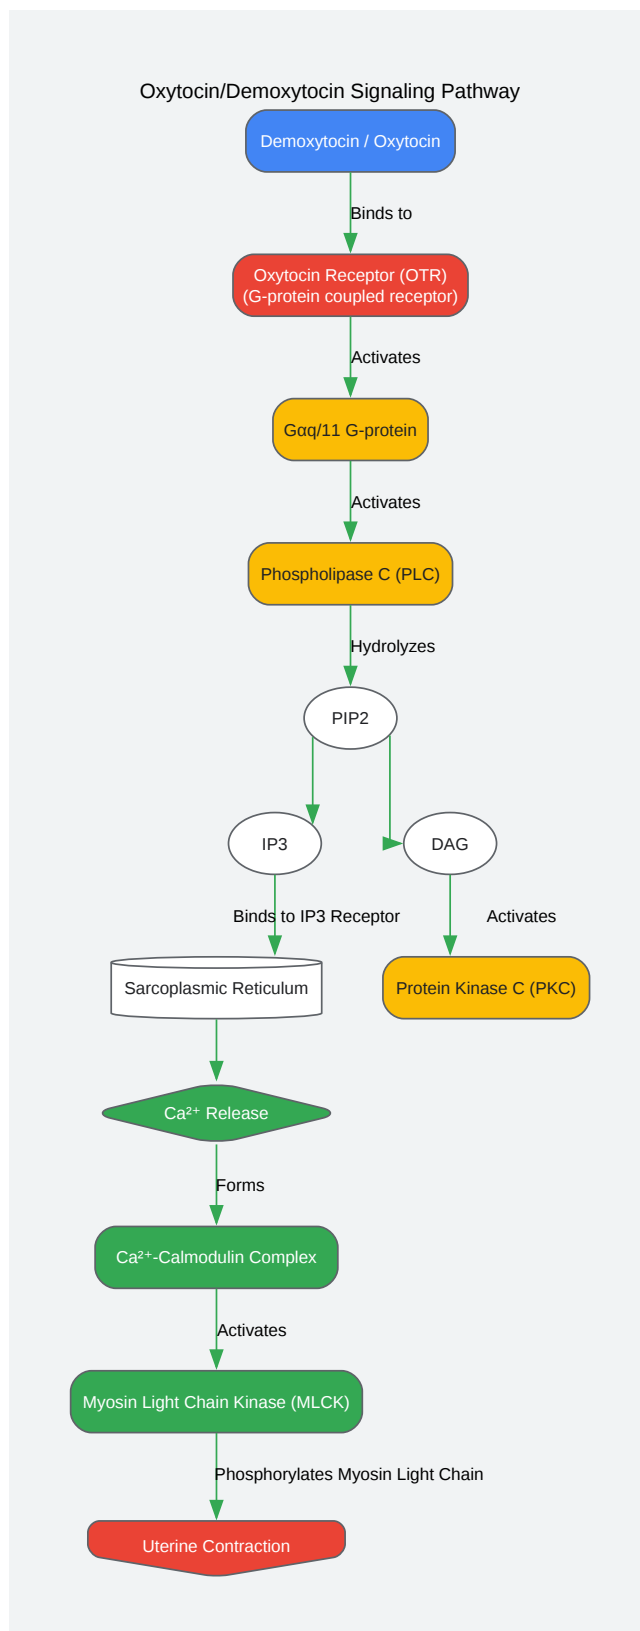 Oxytocin/Demoxytocin Signaling Pathway
Demoxytocin / Oxytocin
Binds to
Oxytocin Receptor (OTR)
(G-protein coupled receptor)
Activates
Gαq/11 G-protein
Activates
Phospholipase C (PLC)
Hydrolyzes
PIP2
IP3
DAG
Binds to IP3 Receptor
Activates
Sarcoplasmic Reticulum
Protein Kinase C (PKC)
Ca²⁺ Release
Forms
Ca²⁺-Calmodulin Complex
Activates
Myosin Light Chain Kinase (MLCK)
Phosphorylates Myosin Light Chain
Uterine Contraction